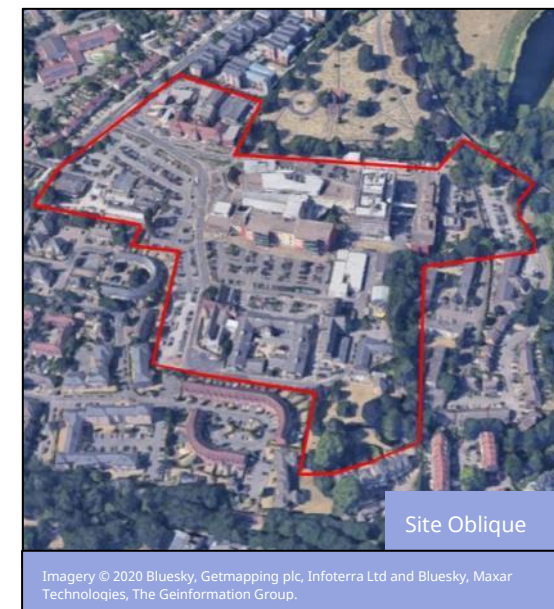 Site Oblique
Imagery © 2020 Bluesky, Getmapping plc, Infoterra Ltd and Bluesky, Maxar
Technologies, The Geinformation Group.